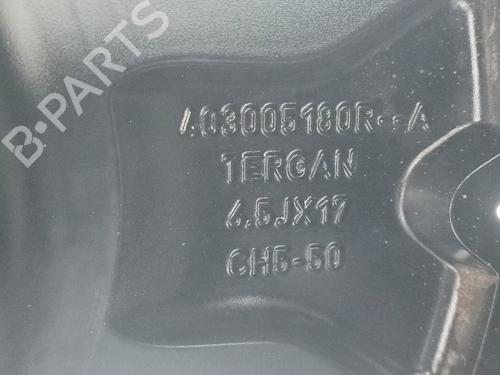 B-PARTS
403005180R--A
TERGAN
6.5JX17
CH5-50